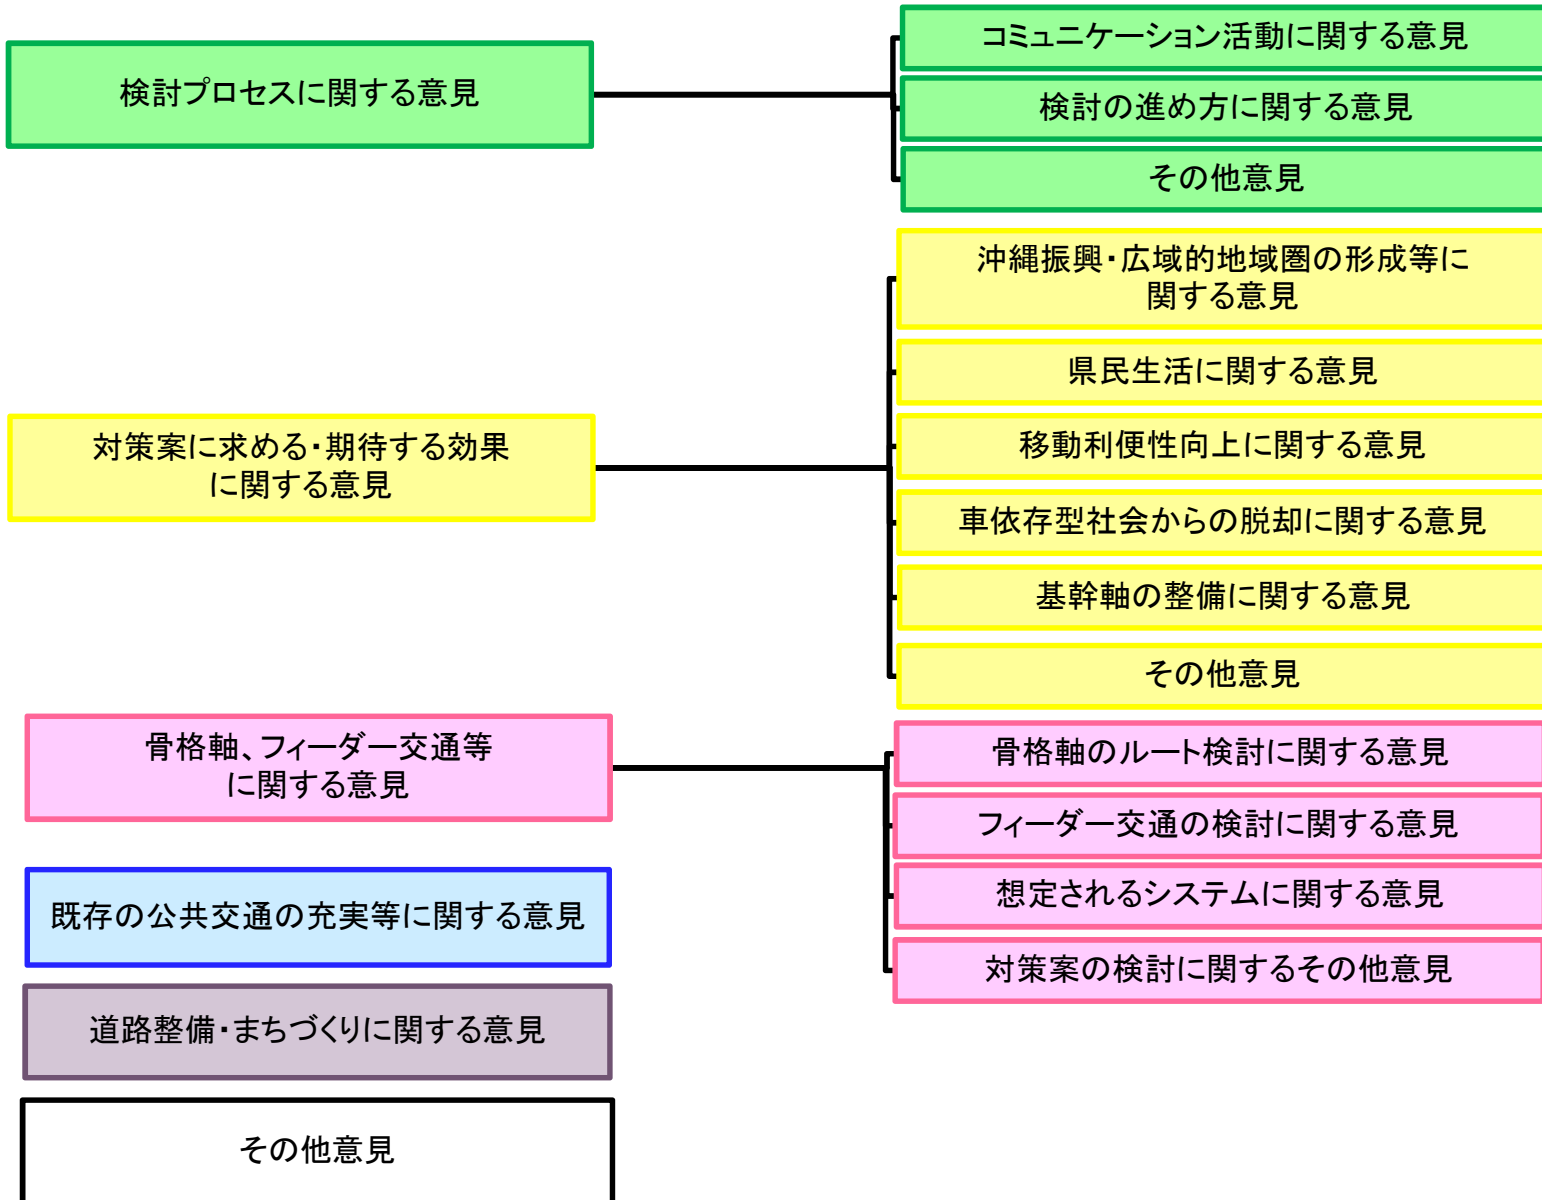 検討プロセスに関する意見
コミュニケーション活動に関する意見
検討の進め方に関する意見
その他意見
対策案に求める・期待する効果
に関する意見
沖縄振興・広域的地域圏の形成等に
関する意見
県民生活に関する意見
移動利便性向上に関する意見
車依存型社会からの脱却に関する意見
基幹軸の整備に関する意見
その他意見
骨格軸、フィーダー交通等
に関する意見
骨格軸のルート検討に関する意見
フィーダー交通の検討に関する意見
想定されるシステムに関する意見
対策案の検討に関するその他意見
既存の公共交通の充実等に関する意見
道路整備・まちづくりに関する意見
その他意見